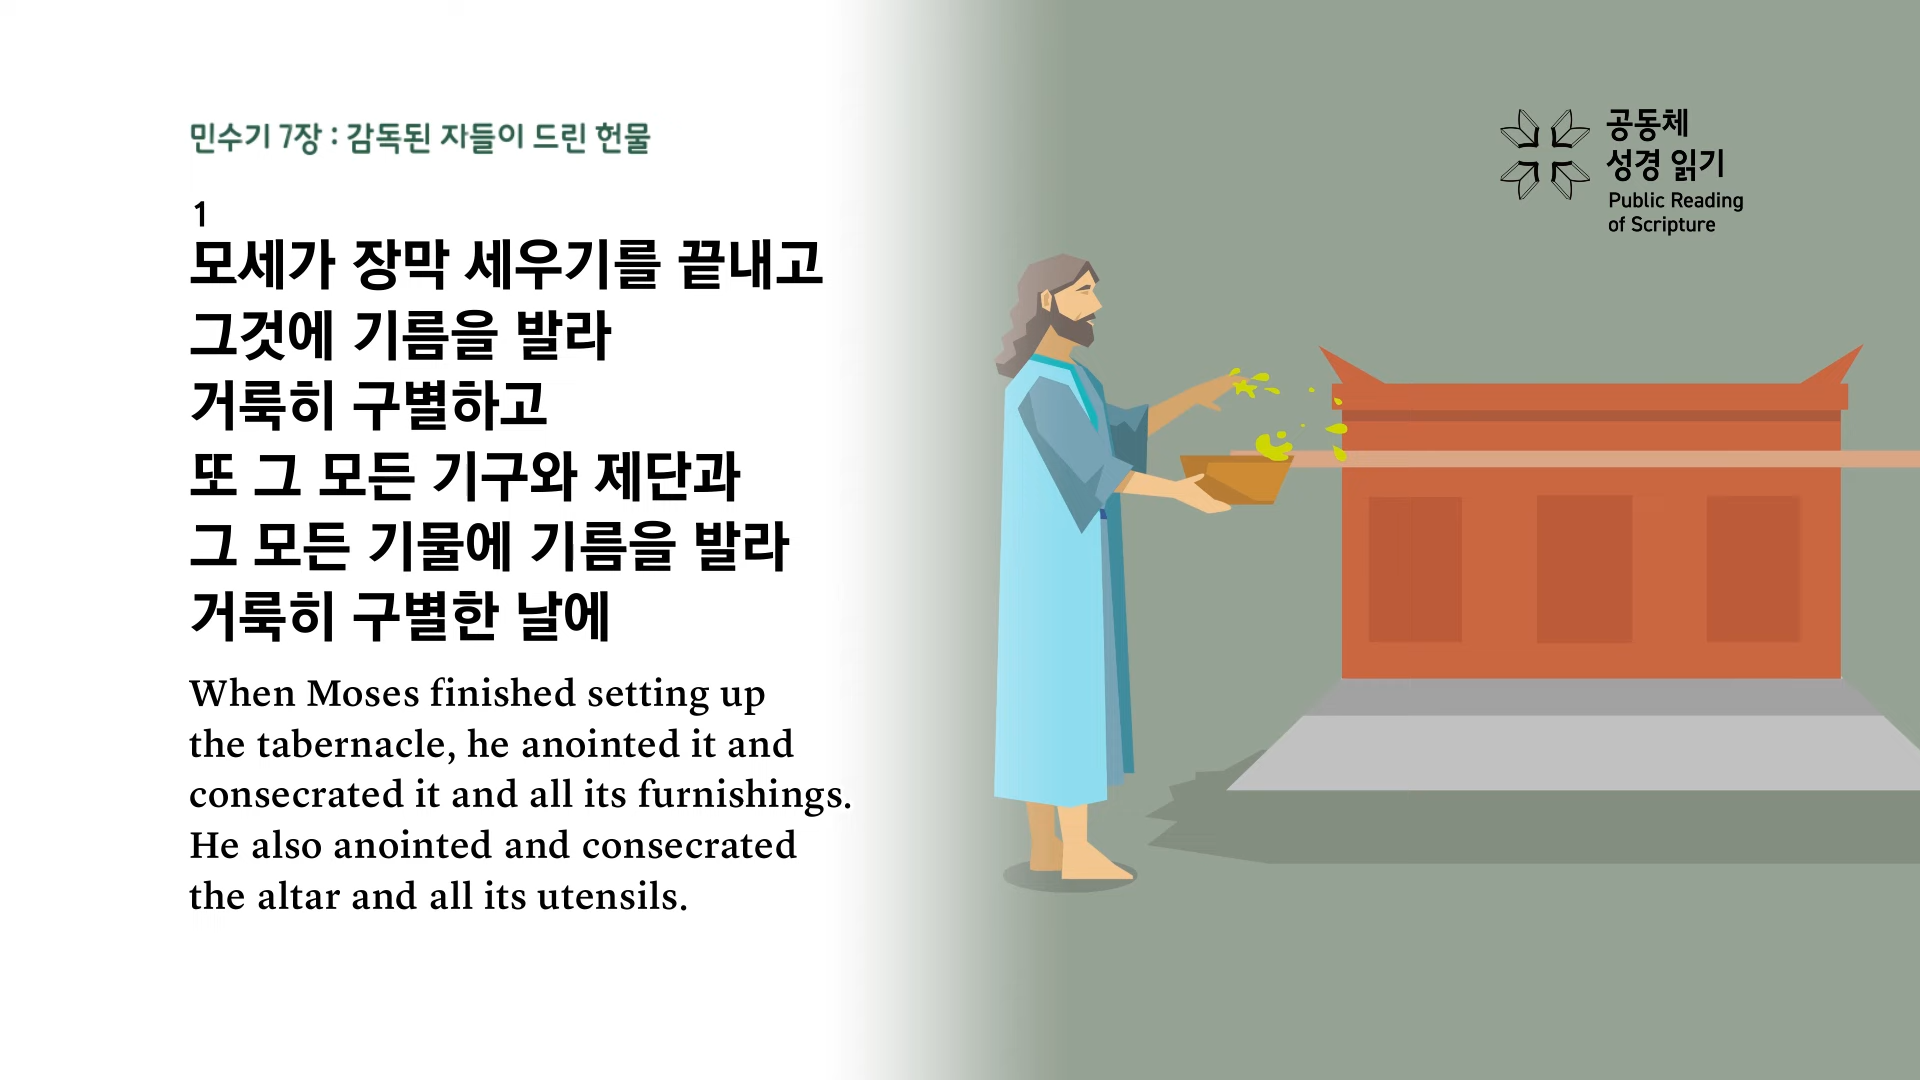 민수기 7장 : 감독된 자들이 드린 헌물
1
모세가 장막 세우기를 끝내고
그것에 기름을 발라
거룩히 구별하고
또 그 모든 기구와 제단과
그 모든 기물에 기름을 발라
거룩히 구별한 날에
When Moses finished setting up
the tabernacle, he anointed it and
consecrated it and all its furnishings.
He also anointed and consecrated
the altar and all its utensils.
공동체
성경 읽기
Public Reading
of Scripture